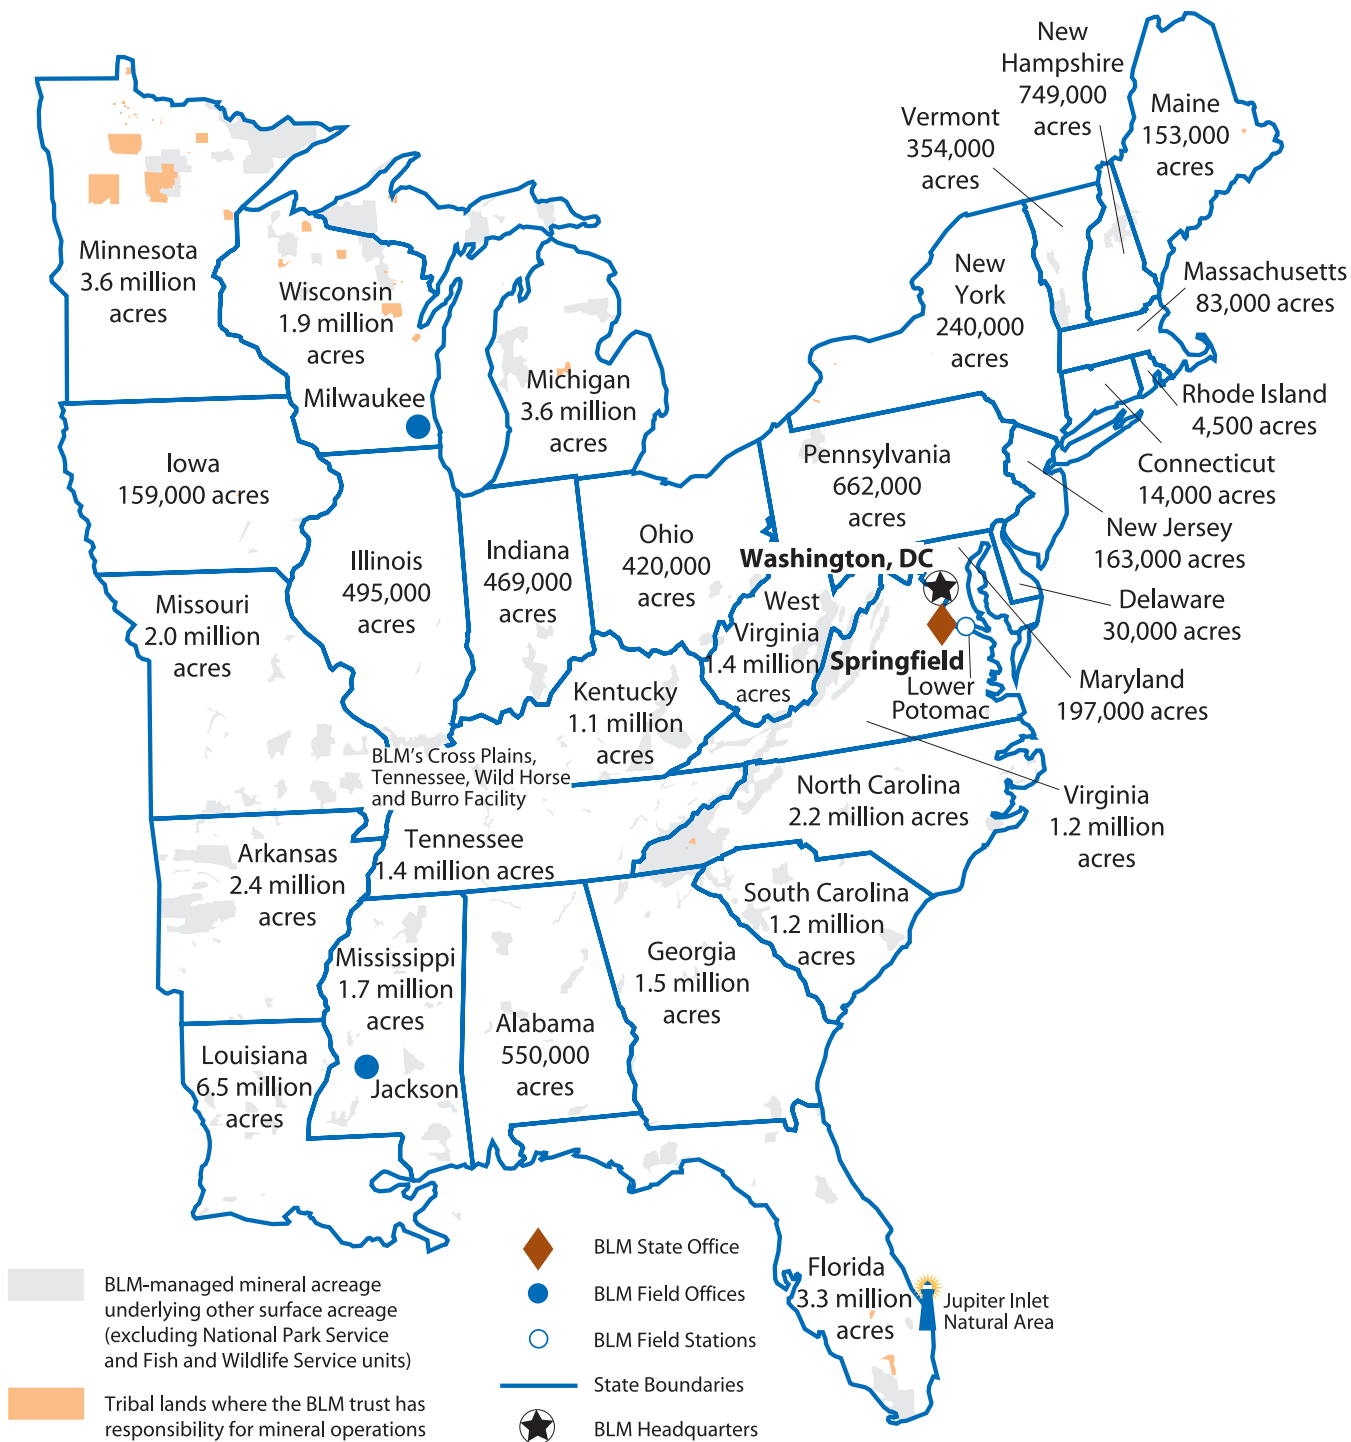 New
Hampshire
749,000
acres
Maine
153,000
acres
Vermont
354,000
acres
Minnesota
3.6 million
acres
Wisconsin
1.9 million
acres
Milwaukee
Michigan
3.6 million
acres
New
York
240,000
acres
Massachusetts
83,000 acres
Rhode Island
4,500 acres
Connecticut
14,000 acres
New Jersey
163,000 acres
Delaware
30,000 acres
Maryland
197,000 acres
Iowa
159,000 acres
Pennsylvania
662,000
acres
Washington, DC
Illinois
495,000
acres
Indiana
469,000
acres
Ohio
420,000
acres
Missouri
2.0 million
acres
West
Virginia
1.4 million
acres
Springfield
Lower
Potomac
Kentucky
1.1 million
acres
BLM's Cross Plains,
Tennessee, Wild Horse
and Burro Facility
North Carolina
2.2 million acres
Virginia
1.2 million
acres
Tennessee
1.4 million acres
Arkansas
2.4 million
acres
South Carolina
1.2 million
acres
Mississippi
1.7 million
acres
Jackson
Georgia
1.5 million
acres
Alabama
550,000
acres
Louisiana
6.5 million
acres
Florida
3.3 million
acres
Jupiter Inlet
Natural Area
BLM-managed mineral acreage
underlying other surface acreage
(excluding National Park Service
and Fish and Wildlife Service units)
Tribal lands where the BLM trust has
responsibility for mineral operations
BLM State Office
BLM Field Offices
BLM Field Stations
State Boundaries
BLM Headquarters